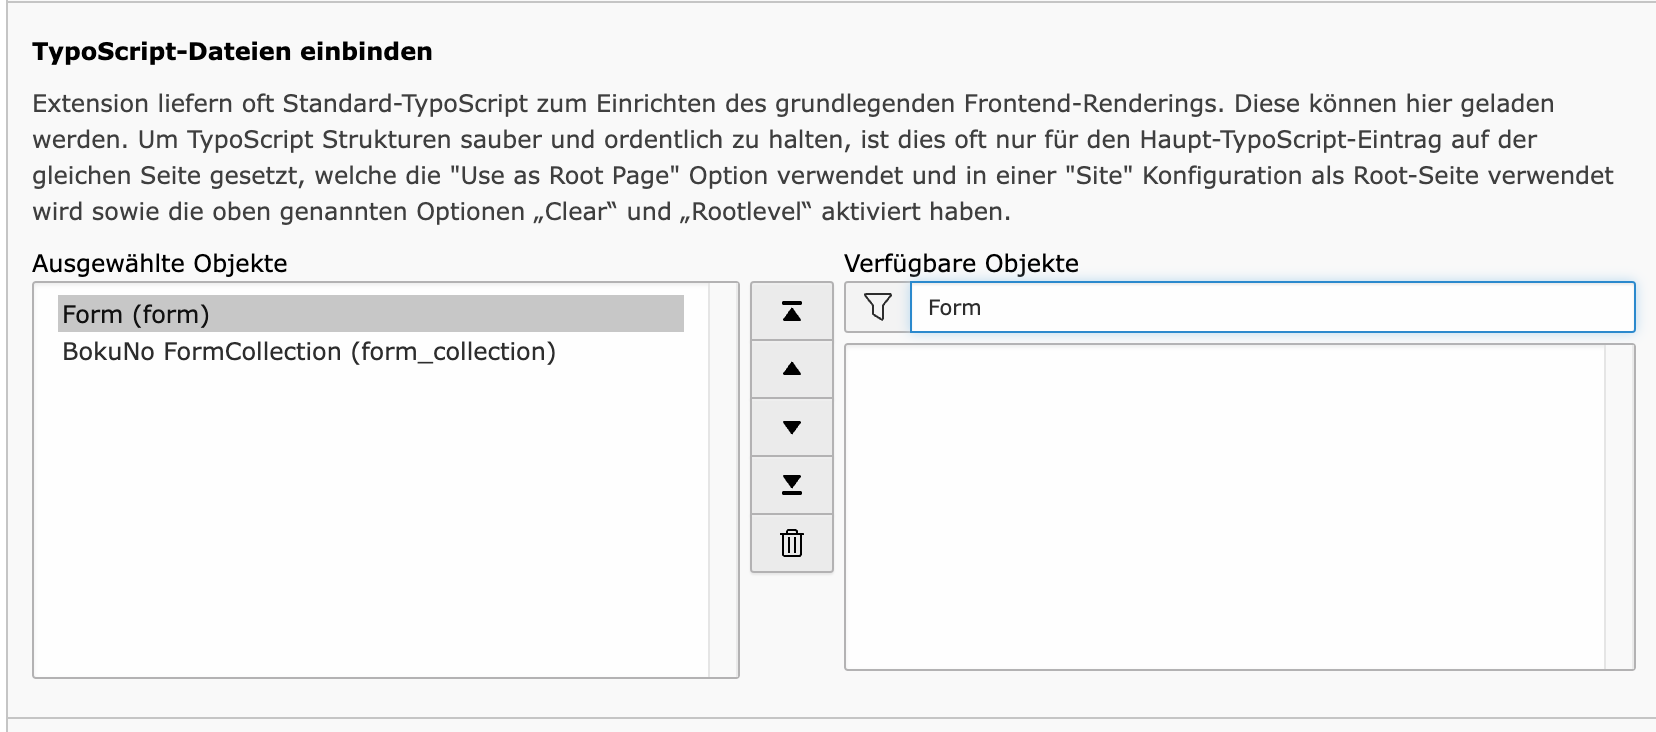 TypoScript-Dateien einbinden
Extension liefern oft Standard-TypoScript zum Einrichten des grundlegenden Frontend-Renderings. Diese können hier geladen
werden. Um TypoScript Strukturen sauber und ordentlich zu halten, ist dies oft nur für den Haupt-TypoScript-Eintrag auf der
gleichen Seite gesetzt, welche die "Use as Root Page" Option verwendet und in einer "Site" Konfiguration als Root-Seite verwendet
wird sowie die oben genannten Optionen „Clear“ und „Rootlevel“ aktiviert haben.
Ausgewählte Objekte
Form (form)
BokuNo FormCollection (form_collection)
Verfügbare Objekte
Form